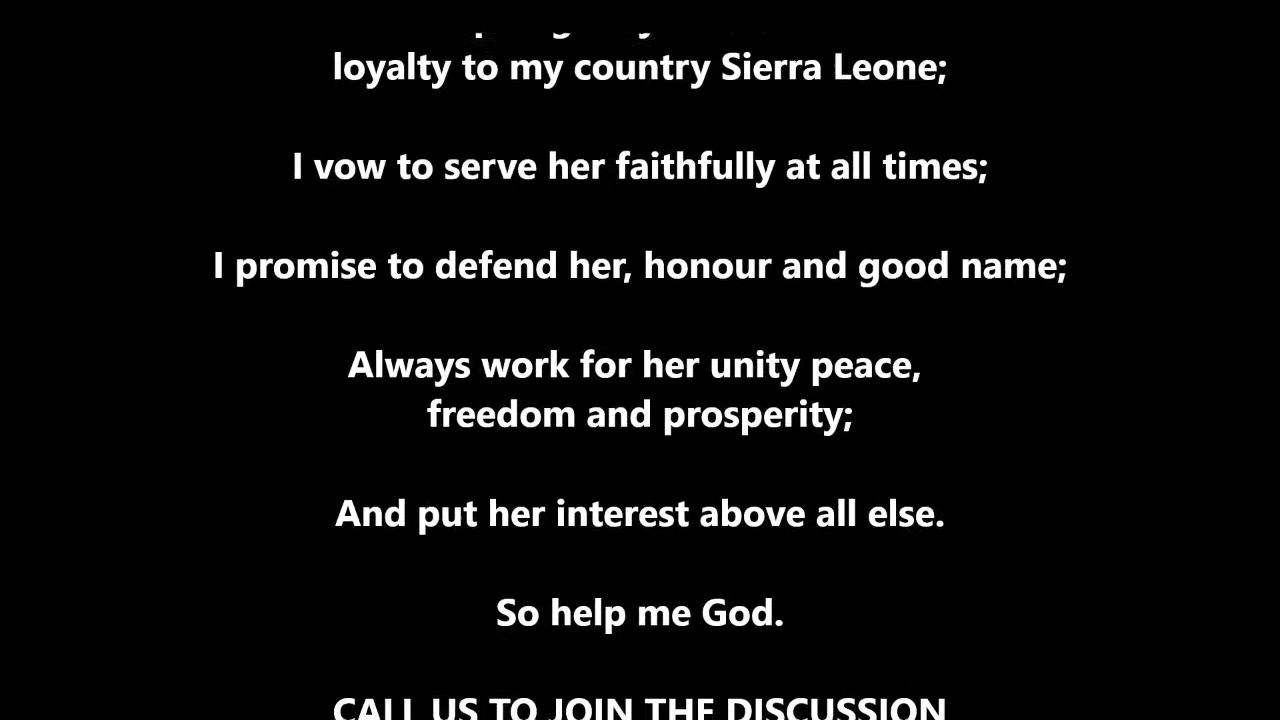 loyalty to my country Sierra Leone;
I vow to serve her faithfully at all times;
I promise to defend her, honour and good name;
Always work for her unity peace,
freedom and prosperity;
And put her interest above all else.
So help me God.
CALL US TO JOIN THE DISCUSSION